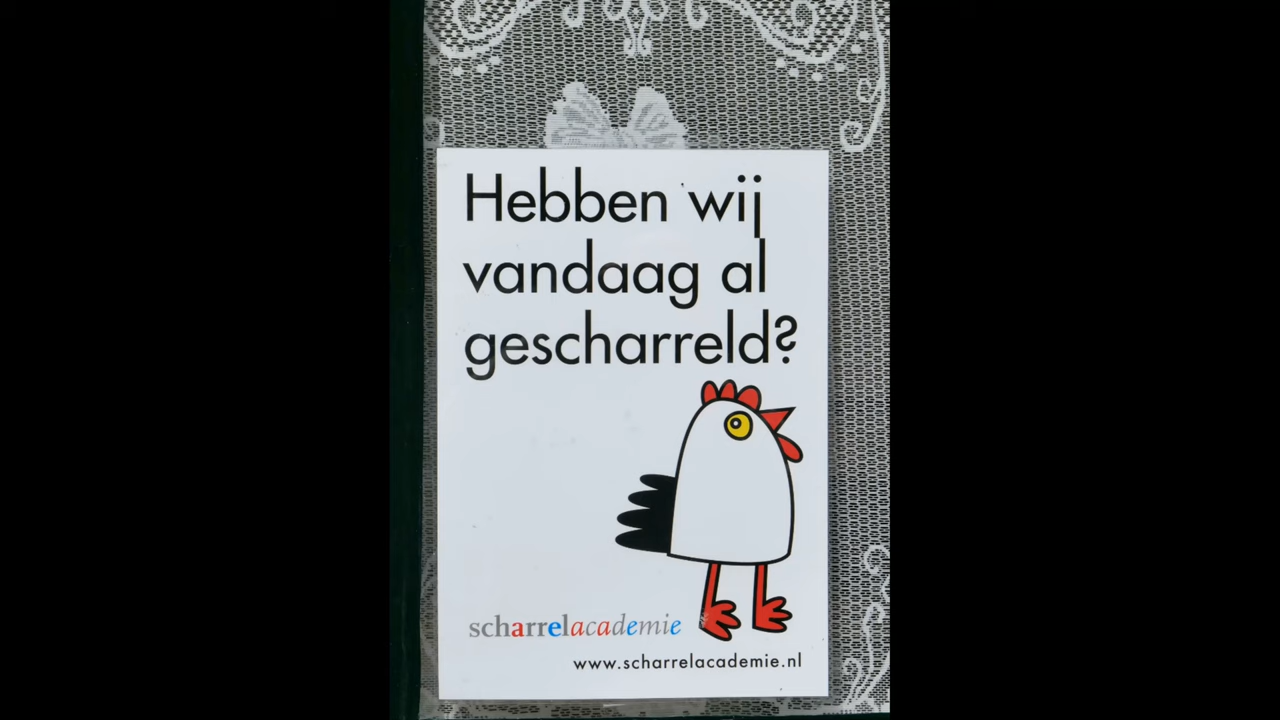 Hebben wij
vandaag al
gescharreld?
scharrelacademie
www.scharrelacademie.nl